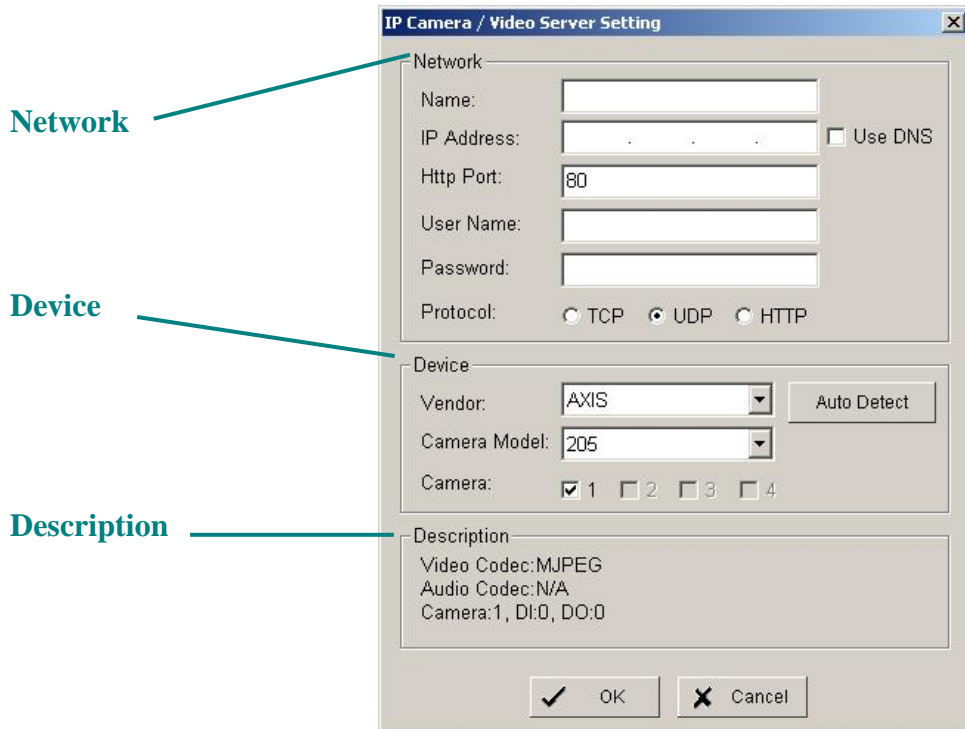 IP Camera / Video Server Setting
Network
Network
Name:
IP Address: . . . Use DNS
Http Port: 80
User Name:
Password:
Protocol: TCP UDP HTTP
Device
Device
Vendor: AXIS Auto Detect
Camera Model: 205
Camera: 1 2 3 4
Description
Description
Video Codec:MJPEG
Audio Codec:N/A
Camera:1, DI:0, DO:0
OK Cancel